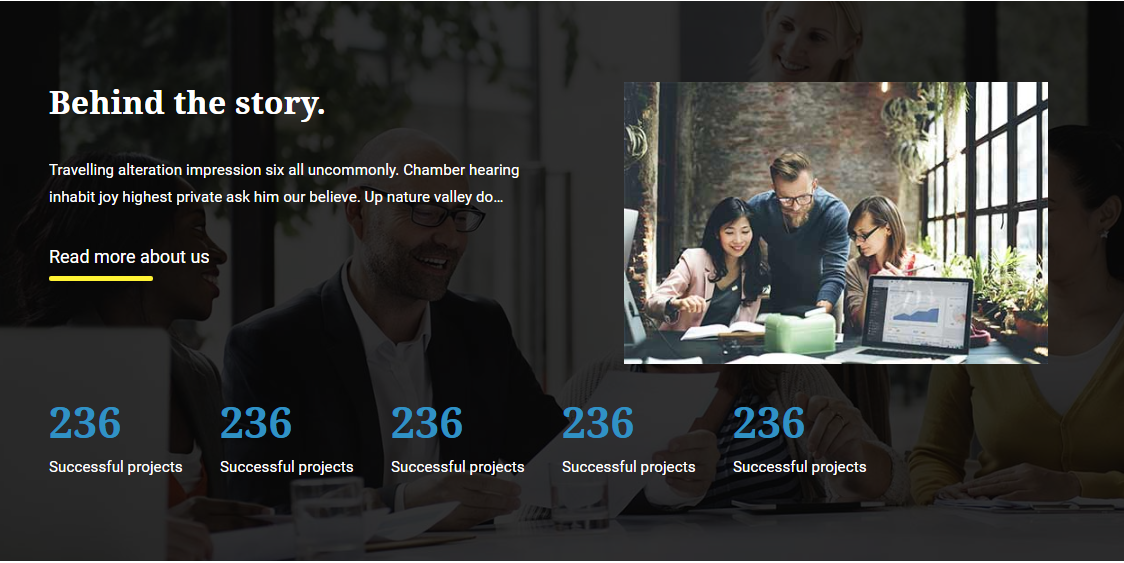 Behind the story.
Travelling alteration impression six all uncommonly. Chamber hearing
inhabit joy highest private ask him our believe. Up nature valley do...
Read more about us
236 236 236 236 236
Successful projects Successful projects Successful projects Successful projects Successful projects